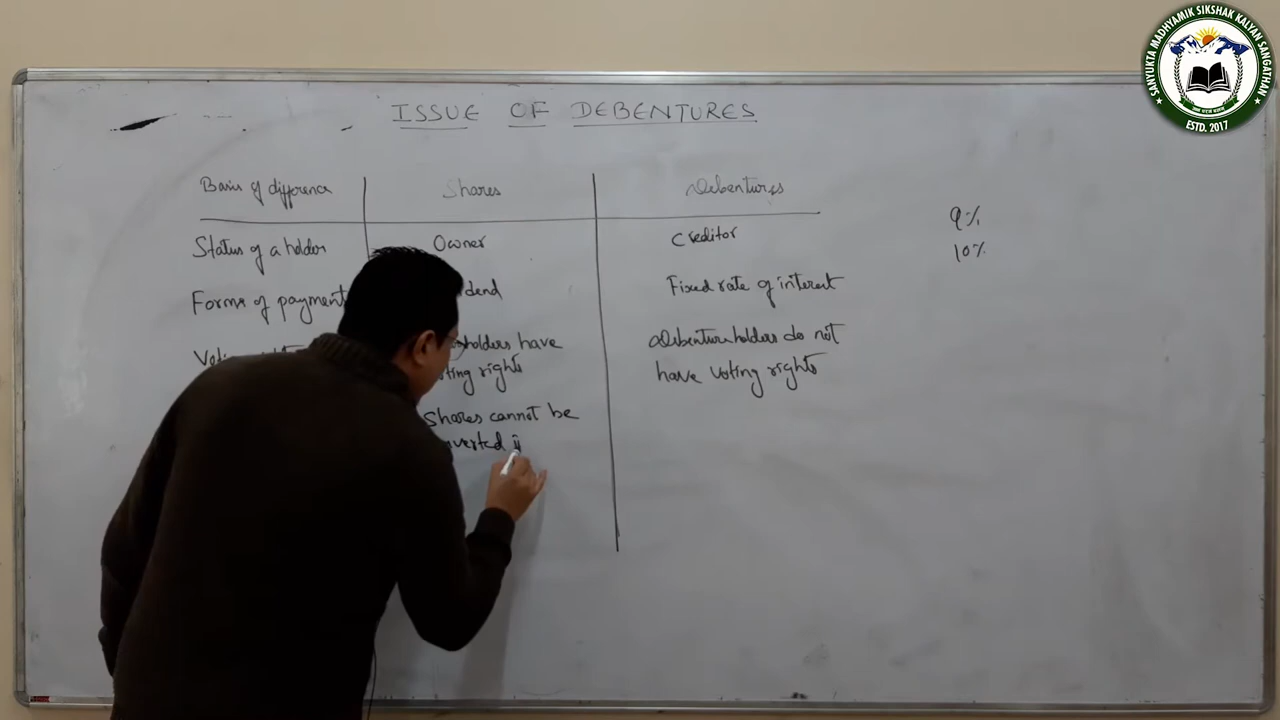 ISSUE OF DEBENTURES
Basis of difference Shares Debentures
Status of a holder Owner Creditor
Forms of payment Fixed rate of interest
holders have Debentureholders do not
rights have voting rights
Shares cannot be
9%
10%
SANYUKTA MADHYAMIK SIKSHAK KALYAN SANGATHAN
ESTD. 2017